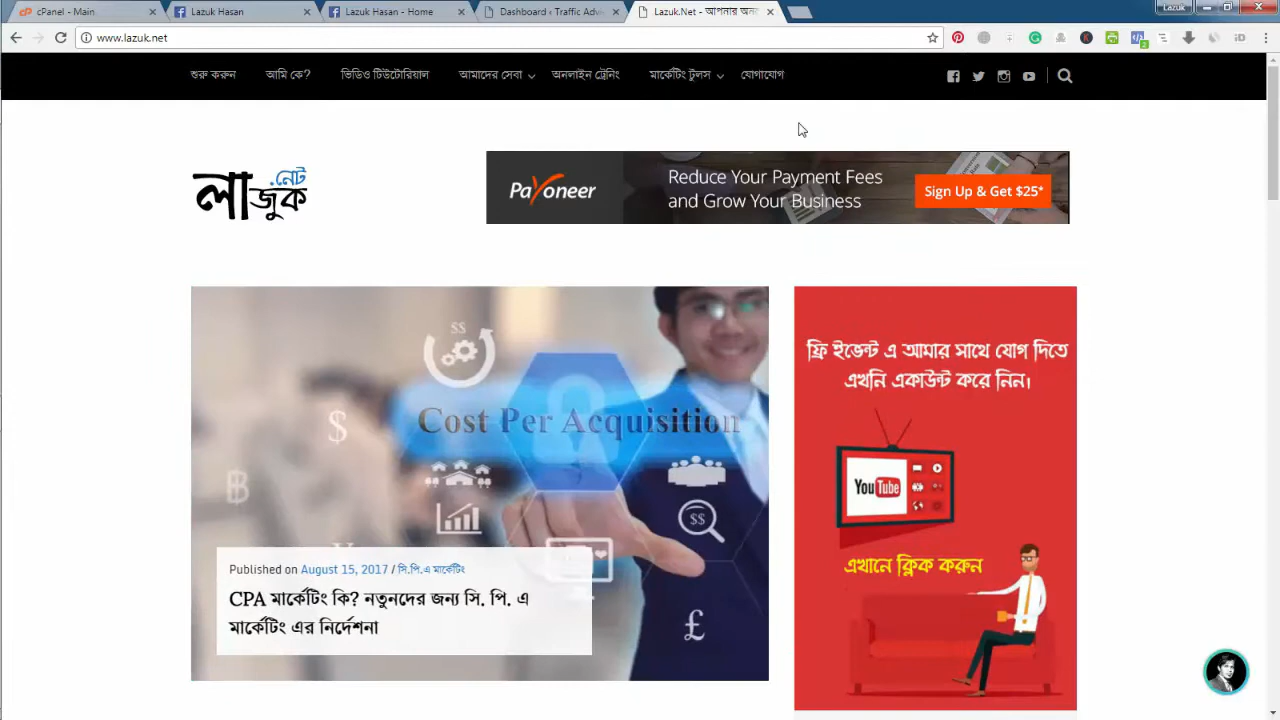 cPanel - Main
Lazuk Hasan
Lazuk Hasan - Home
Dashboard ‹ Traffic Adv
Lazuk.Net - আপনার অন
Lazuk
www.lazuk.net
শুরু করুন
আমি কে?
ভিডিও টিউটোরিয়াল
আমাদের সেবা
অনলাইন ট্রেনিং
মার্কেটিং টুলস
যোগাযোগ
লাজুক
.নেট
Payoneer
Reduce Your Payment Fees
and Grow Your Business
Sign Up & Get $25*
$$
Cost Per Acquisition
$
$$
£
Published on August 15, 2017 / সি.পি.এ মার্কেটিং
CPA মার্কেটিং কি? নতুনদের জন্য সি. পি. এ
মার্কেটিং এর নির্দেশনা
ফ্রি ইভেন্ট এ আমার সাথে যোগ দিতে
এখনি একাউন্ট করে নিন।
YouTube
এখানে ক্লিক করুন